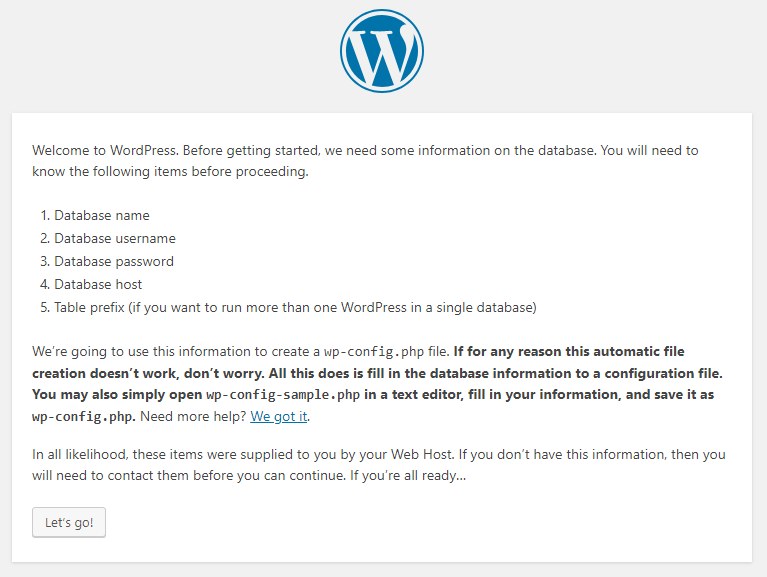 W
Welcome to WordPress. Before getting started, we need some information on the database. You will need to
know the following items before proceeding.
1. Database name
2. Database username
3. Database password
4. Database host
5. Table prefix (if you want to run more than one WordPress in a single database)
We’re going to use this information to create a wp-config.php file. If for any reason this automatic file
creation doesn’t work, don’t worry. All this does is fill in the database information to a configuration file.
You may also simply open wp-config-sample.php in a text editor, fill in your information, and save it as
wp-config.php. Need more help? We got it.
In all likelihood, these items were supplied to you by your Web Host. If you don’t have this information, then you
will need to contact them before you can continue. If you’re all ready…
Let’s go!